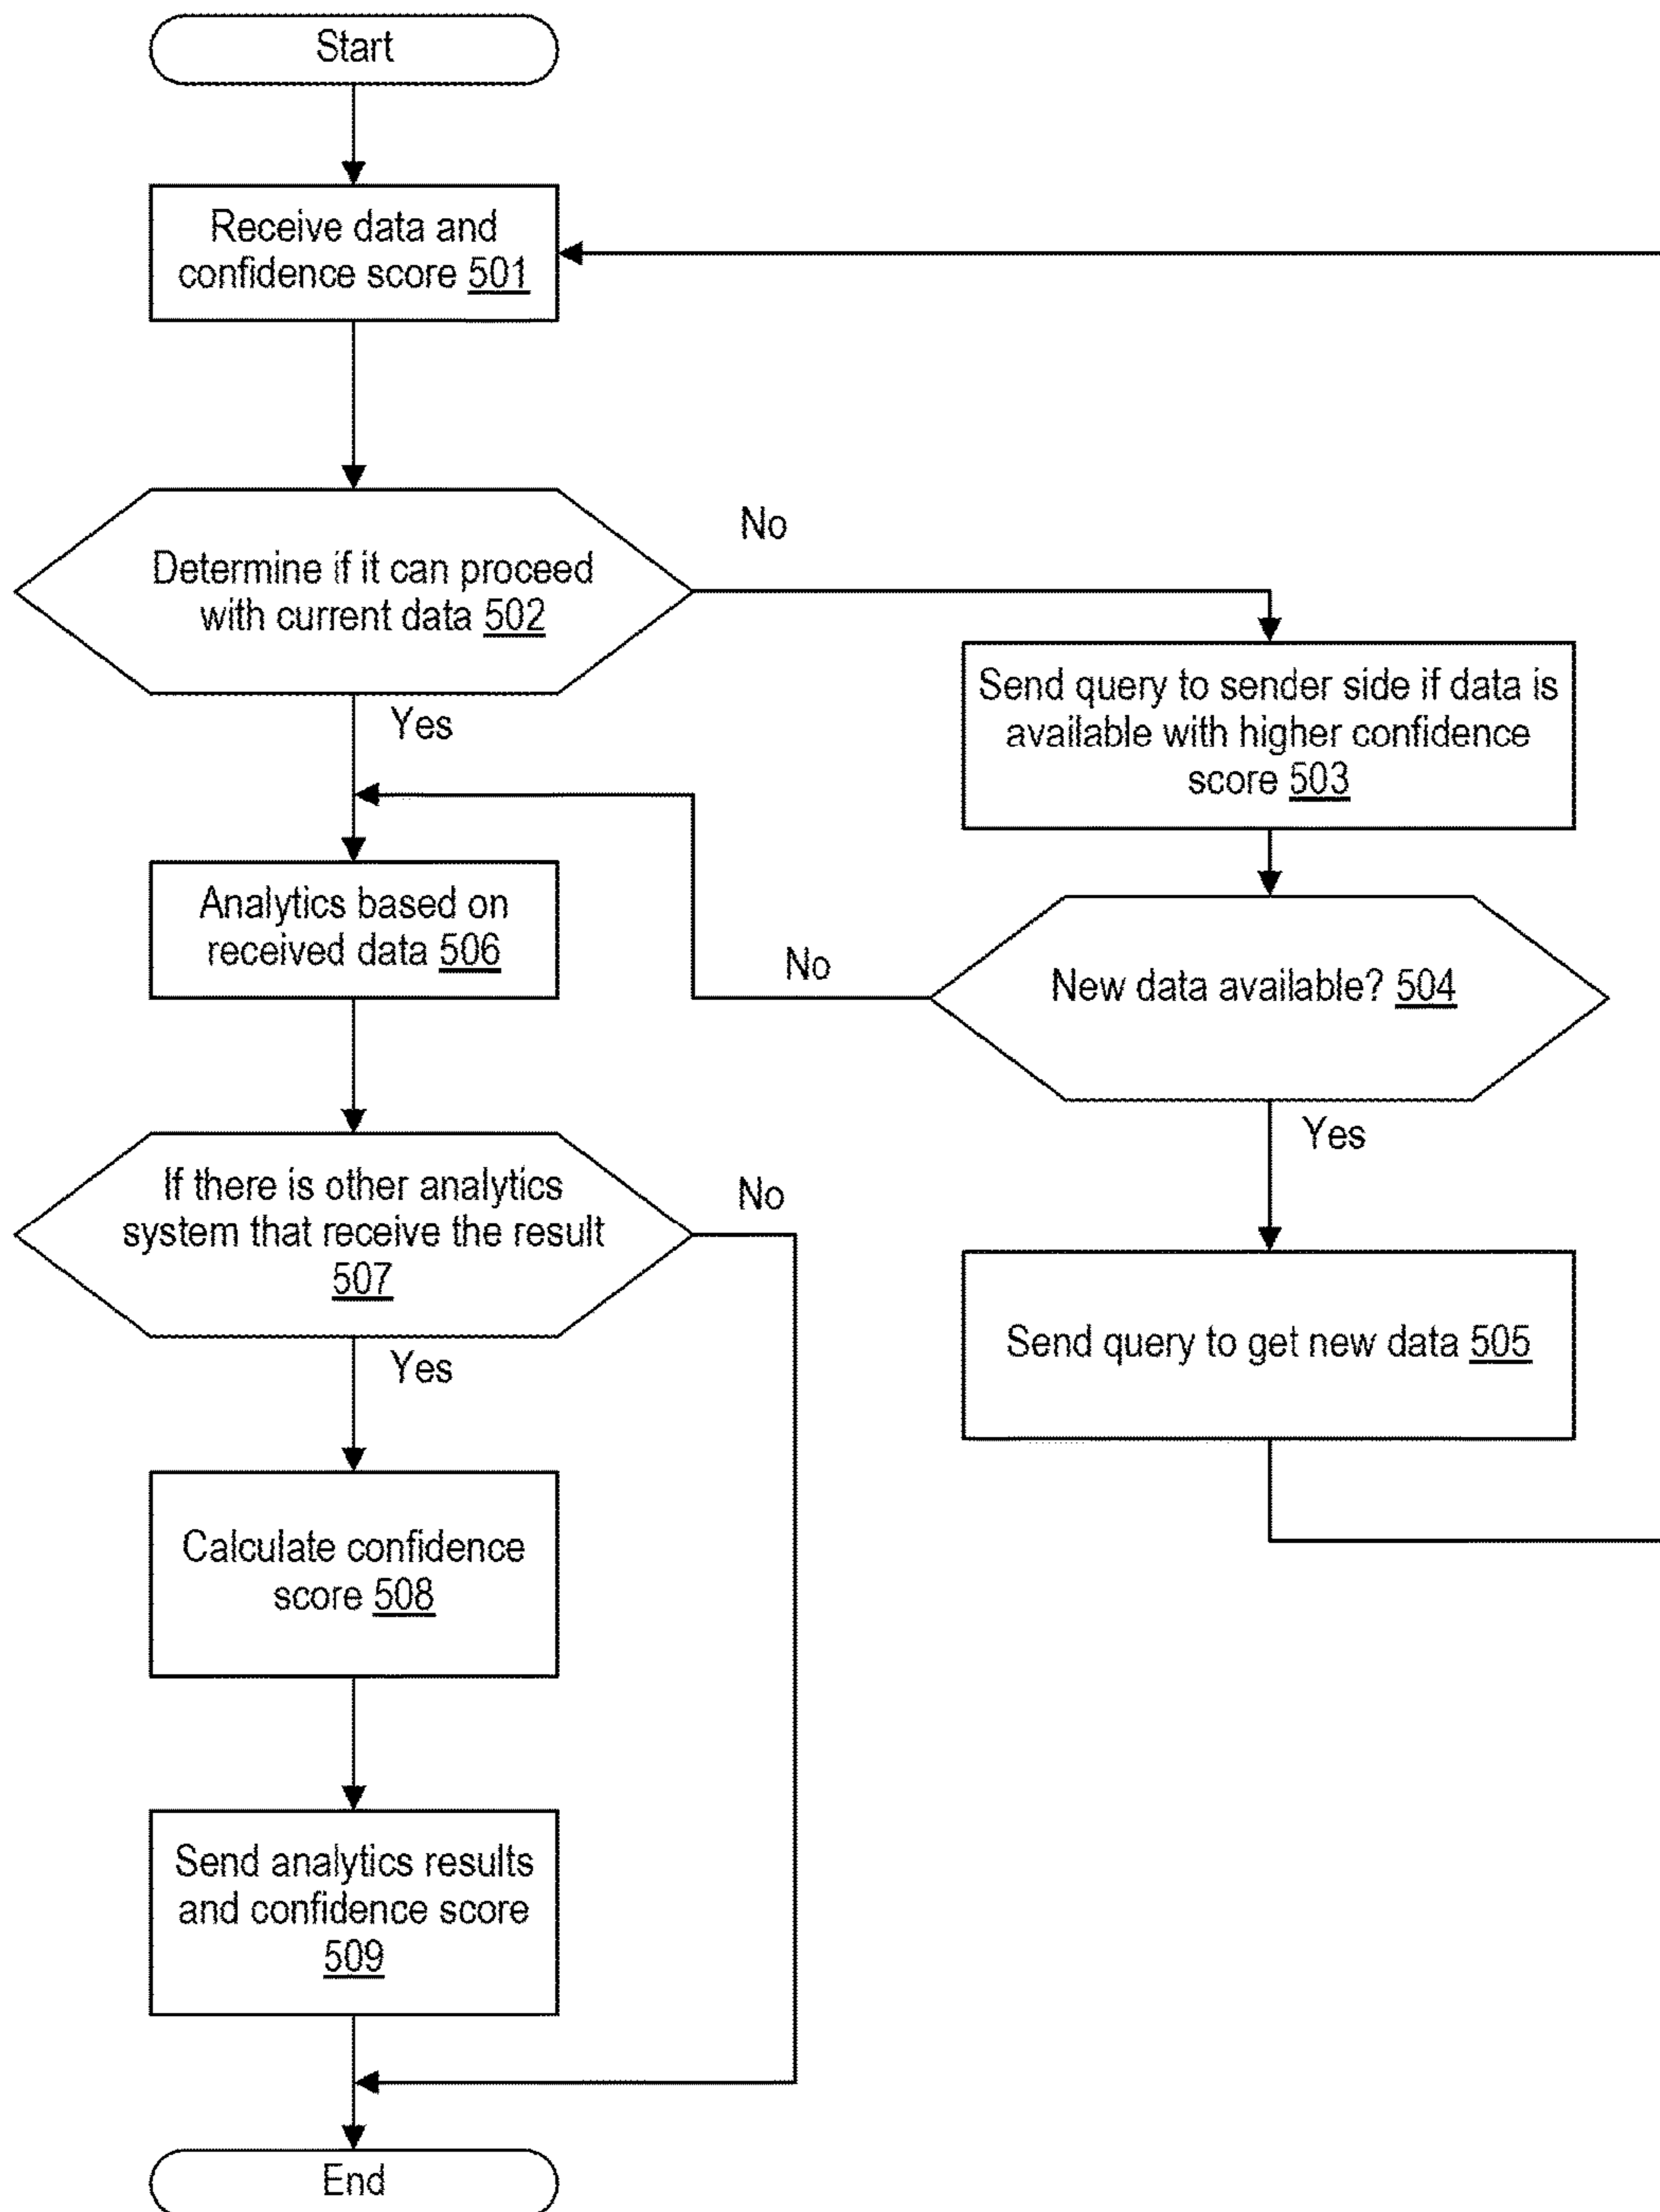 Start
Receive data and
confidence score 501
No
Determine if it can proceed
with current data 502
Yes
Send query to sender side if data is
available with higher confidence
score 503
Analytics based on
received data 506
No
New data available? 504
Yes
If there is other analytics
system that receive the result
507
No
Yes
Send query to get new data 505
Calculate confidence
score 508
Send analytics results
and confidence score
509
End